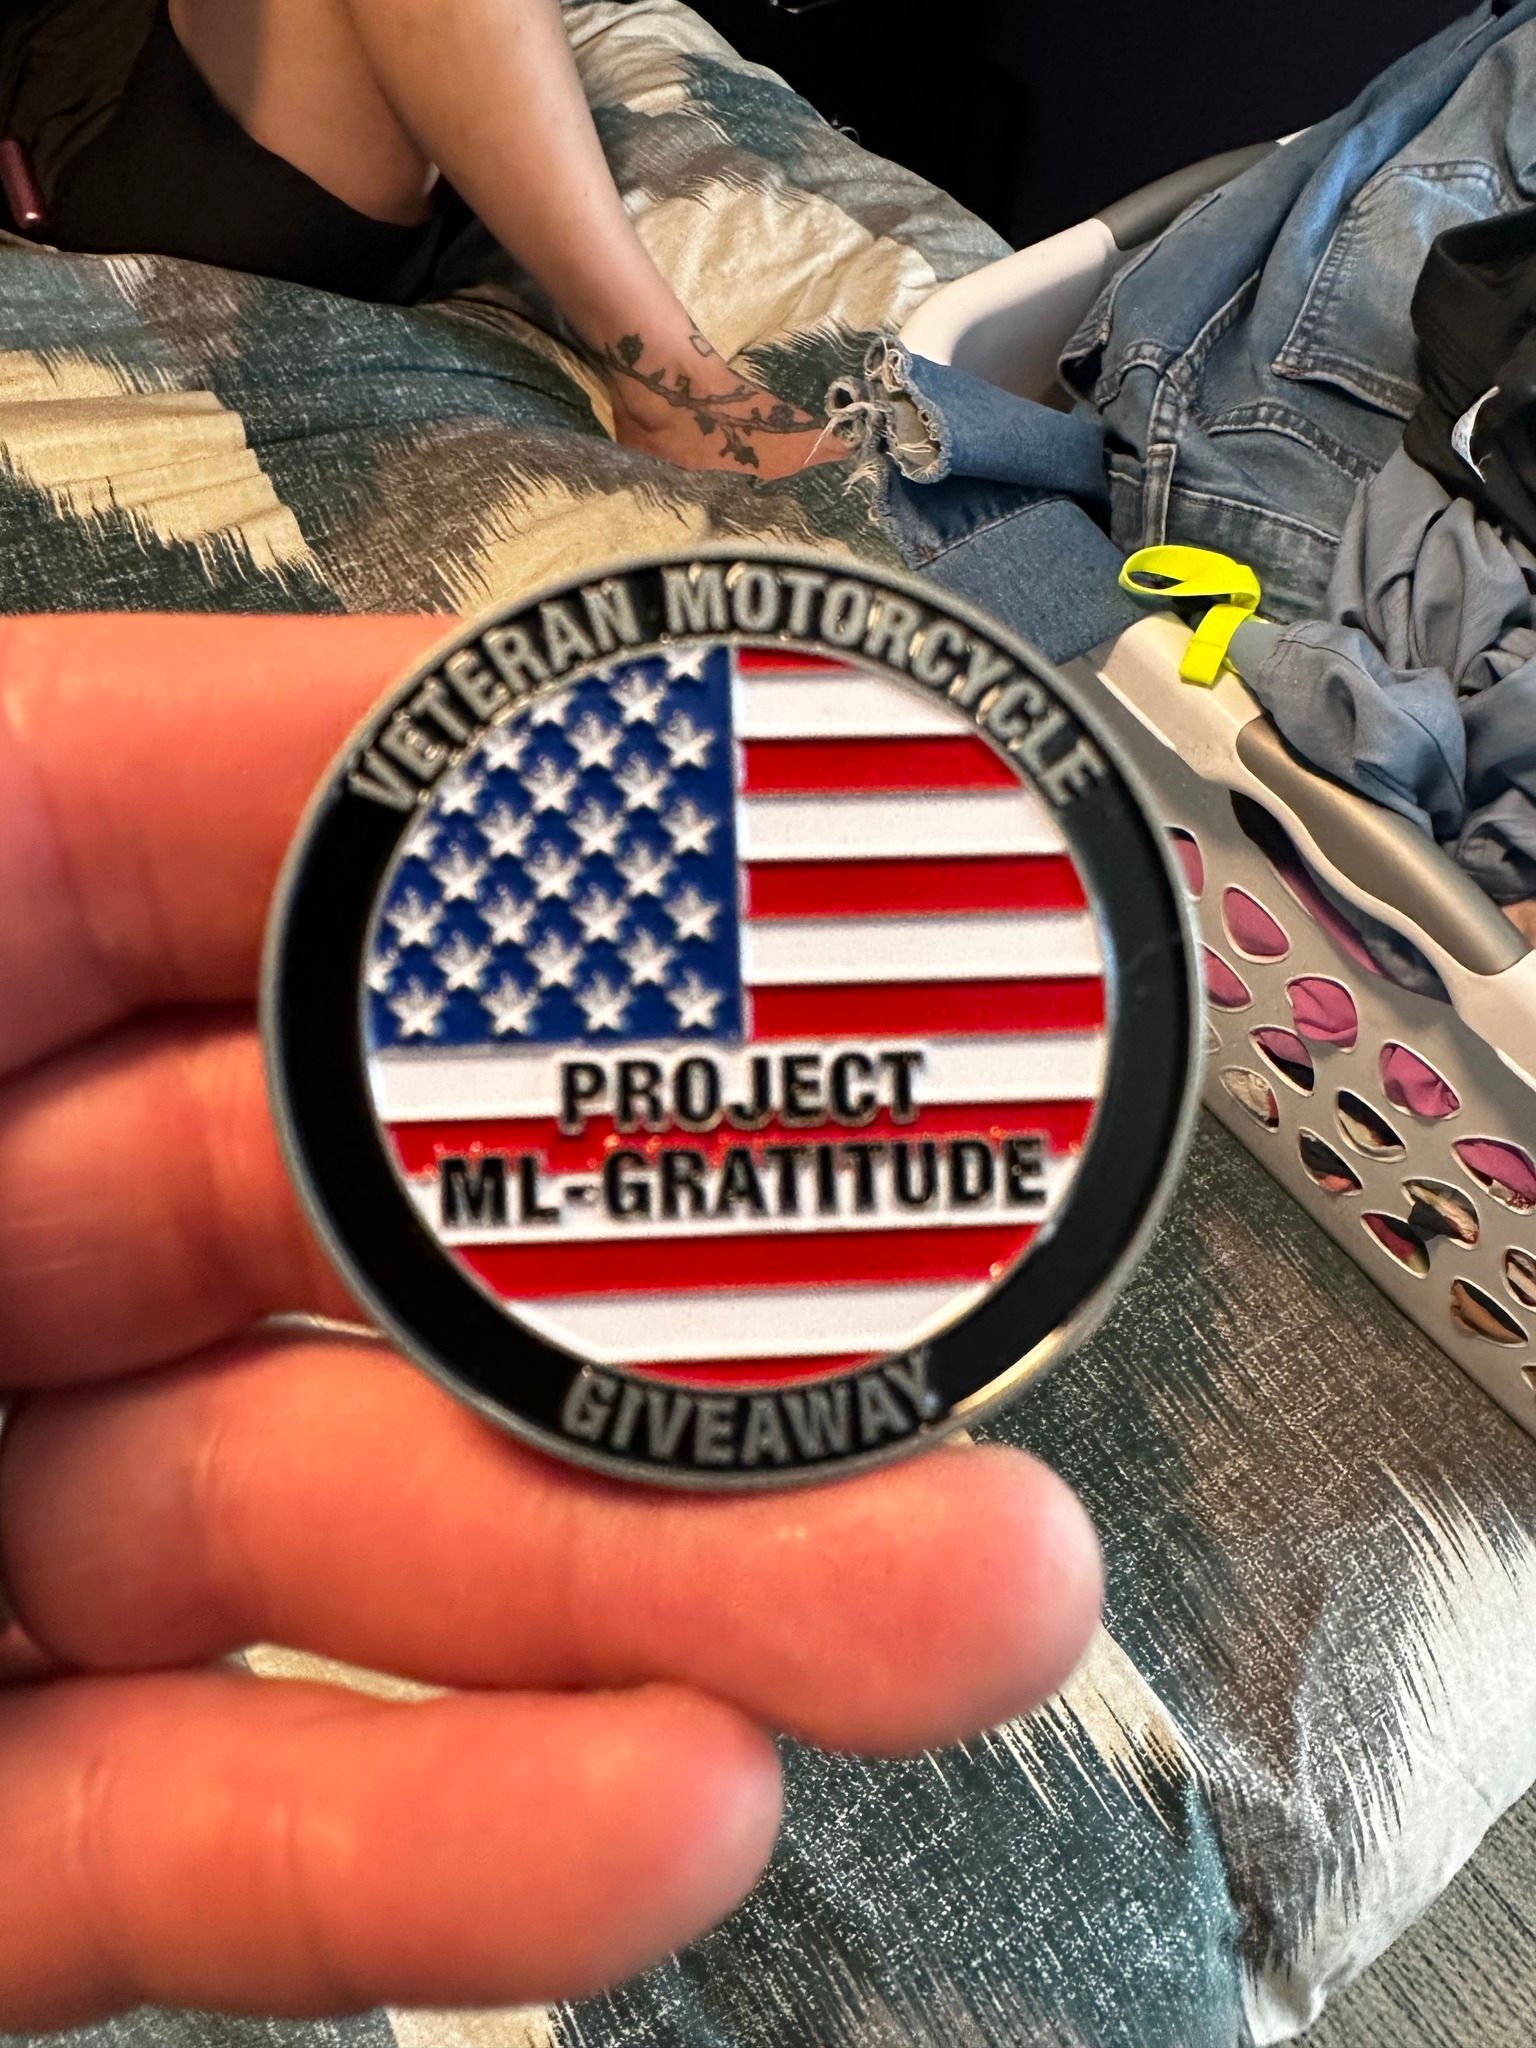 VETERAN MOTORCYCLE
PROJECT
ML-GRATITUDE
GIVEAWAY